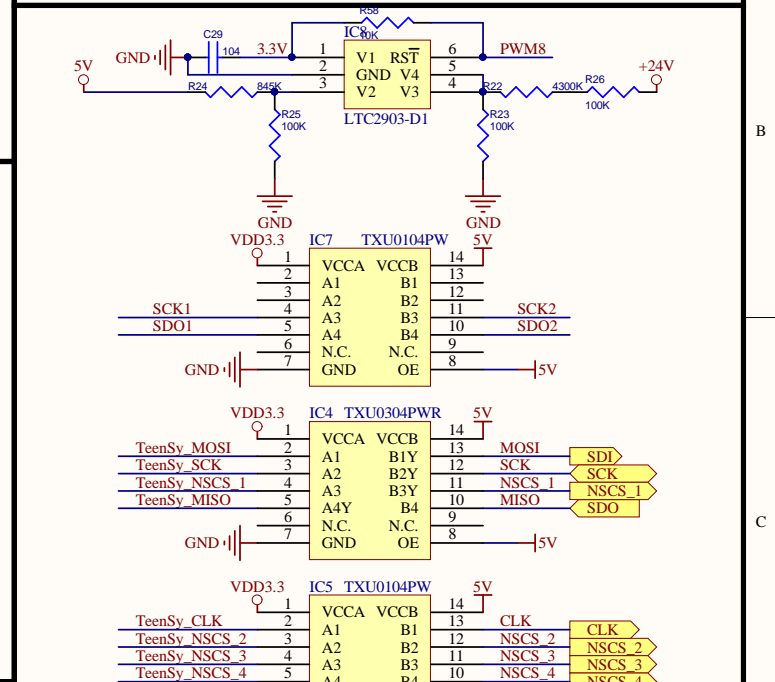 R58
10K
IC8
C29
104
GND
3.3V
1 V1 RST 6 PWM8
2 GND V4 5
3 V2 V3 4
5V
R24 845K
R22 4300K R26
100K
+24V
LTC2903-D1
R25
100K
R23
100K
GND
GND
B
VDD3.3 IC7 TXU0104PW 5V
1 VCCA VCCB 14
2 A1 B1 13
3 A2 B2 12
SCK1 4 A3 B3 11 SCK2
SDO1 5 A4 B4 10 SDO2
6 N.C. N.C. 9
GND 7 GND OE 8 5V
VDD3.3 IC4 TXU0304PWR 5V
1 VCCA VCCB 14
TeenSy_MOSI 2 A1 B1Y 13 MOSI SDI
TeenSy_SCK 3 A2 B2Y 12 SCK SCK
TeenSy_NSCS_1 4 A3 B3Y 11 NSCS_1 NSCS_1
TeenSy_MISO 5 A4Y B4 10 MISO SDO
6 N.C. N.C. 9
GND 7 GND OE 8 5V
C
VDD3.3 IC5 TXU0104PW 5V
1 VCCA VCCB 14
TeenSy_CLK 2 A1 B1 13 CLK CLK
TeenSy_NSCS_2 3 A2 B2 12 NSCS_2 NSCS_2
TeenSy_NSCS_3 4 A3 B3 11 NSCS_3 NSCS_3
TeenSy_NSCS_4 5 A4 B4 10 NSCS_4 NSCS_4